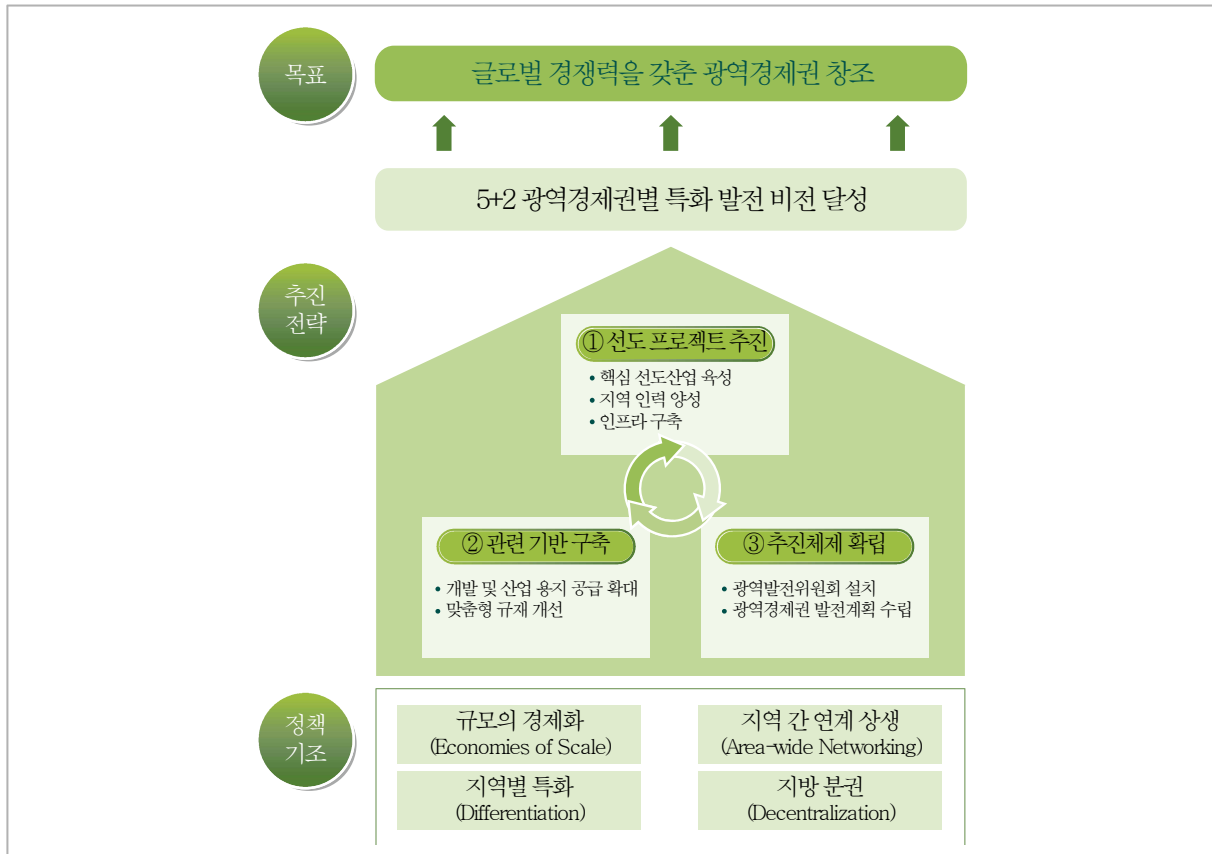 목표
글로벌 경쟁력을 갖춘 광역경제권 창조
5+2 광역경제권별 특화 발전 비전 달성
추진
전략
① 선도 프로젝트 추진
• 핵심 선도산업 육성
• 지역 인력 양성
• 인프라 구축
② 관련 기반 구축
• 개발 및 산업 용지 공급 확대
• 맞춤형 규재 개선
③ 추진체제 확립
• 광역발전위원회 설치
• 광역경제권 발전계획 수립
정책
기조
규모의 경제화
(Economies of Scale)
지역 간 연계 상생
(Area-wide Networking)
지역별 특화
(Differentiation)
지방 분권
(Decentralization)